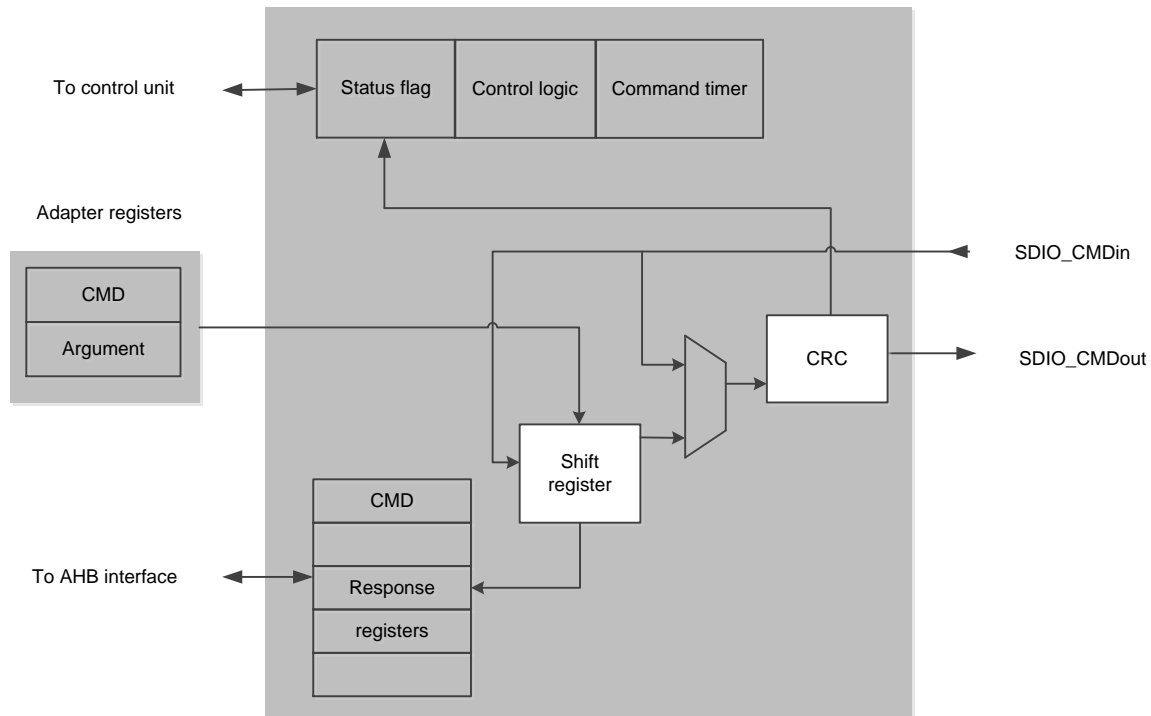 To control unit
Status flag
Control logic
Command timer
Adapter registers
SDIO_CMDin
CMD
Argument
CRC
SDIO_CMDout
Shift
register
CMD
To AHB interface
Response
registers